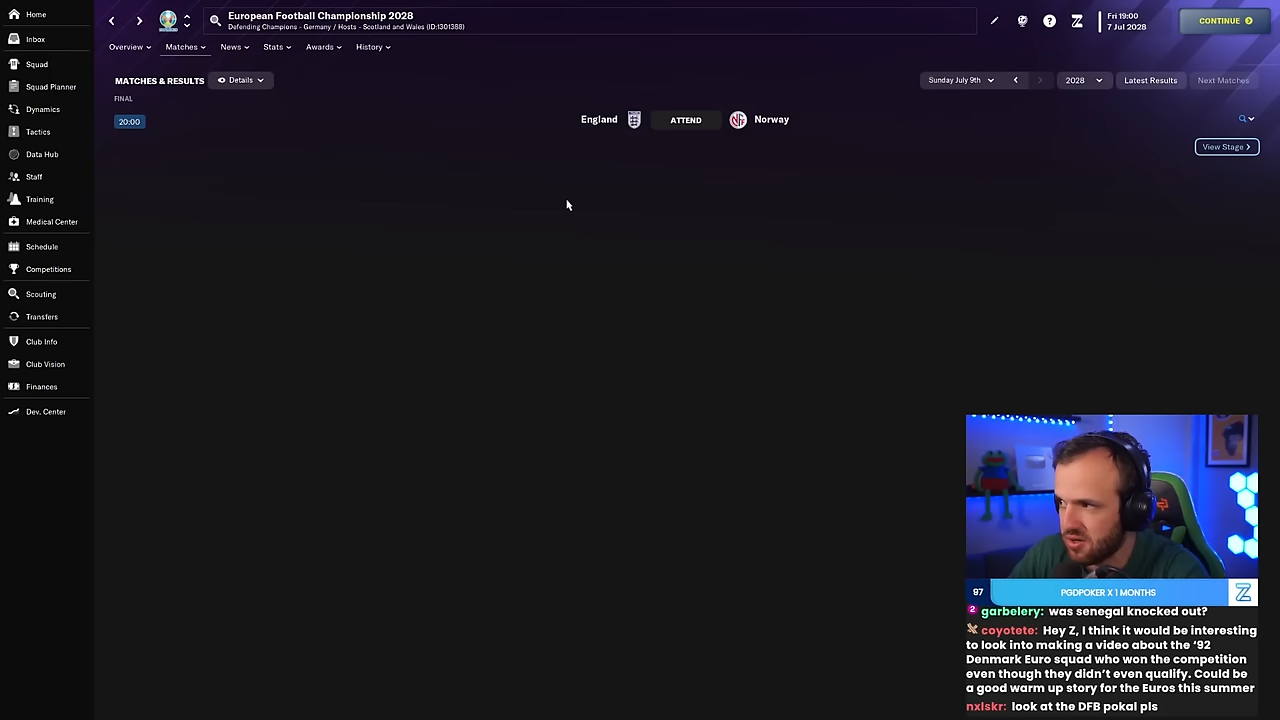 Home
Inbox
Squad
Squad Planner
Dynamics
Tactics
Data Hub
Staff
Training
Medical Center
Schedule
Competitions
Scouting
Transfers
Club Info
Club Vision
Finances
Dev. Center
European Football Championship 2028
Defending Champions - Germany / Hosts - Scotland and Wales (ID:1301388)
Fri 19:00
7 Jul 2028
CONTINUE
Overview Matches News Stats Awards History
MATCHES & RESULTS Details
Sunday July 9th 2028 Latest Results Next Matches
FINAL
20:00 England ATTEND Norway
View Stage
97 PGDPOKER X 1 MONTHS
2 garbelery: was senegal knocked out?
coyotete: Hey Z, I think it would be interesting
to look into making a video about the ‘92
Denmark Euro squad who won the competition
even though they didn’t even qualify. Could be
a good warm up story for the Euros this summer
nxlskr: look at the DFB pokal pls